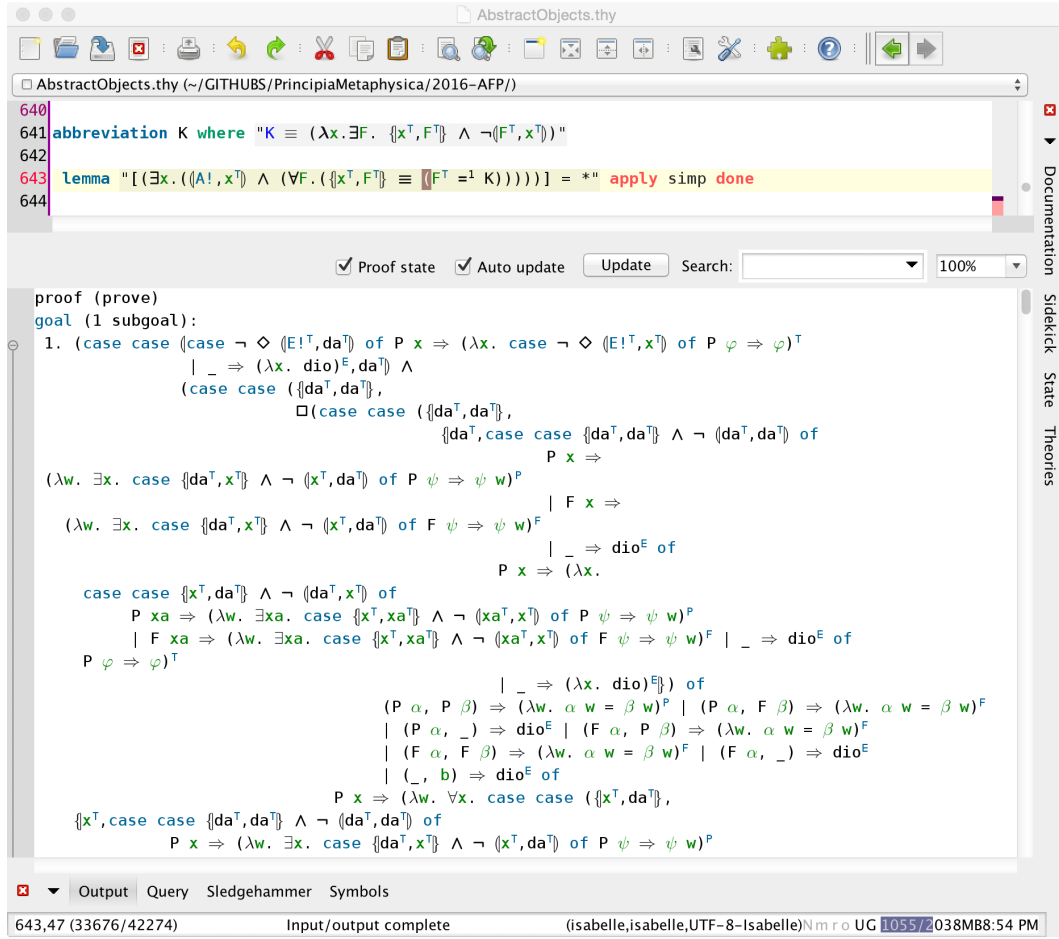 AbstractObjects.thy
AbstractObjects.thy (~/GITHUBS/PrincipiaMetaphysica/2016-AFP/)
640
641 abbreviation K where "K ≡ (λx.∃F. ⦃xᵀ,Fᵀ⦄ ∧ ¬⦇Fᵀ,xᵀ⦈)"
642
643 lemma "[(∃x.(⦇A!,xᵀ⦈ ∧ (∀F.(⦃xᵀ,Fᵀ⦄ ≡ (Fᵀ =¹ K)))))] = *" apply simp done
644
Proof state Auto update Update Search: 100%
proof (prove)
goal (1 subgoal):
1. (case case ⦇case ¬ ◇ ⦇E!ᵀ,daᵀ⦈ of P x ⇒ (λx. case ¬ ◇ ⦇E!ᵀ,xᵀ⦈ of P φ ⇒ φ)ᵀ
| _ ⇒ (λx. dio)ᴱ,daᵀ⦈ ∧
(case case (⦃daᵀ,daᵀ⦄,
□(case case (⦃daᵀ,daᵀ⦄,
⦃daᵀ,case case ⦃daᵀ,daᵀ⦄ ∧ ¬ ⦇daᵀ,daᵀ⦈ of
P x ⇒
(λw. ∃x. case ⦃daᵀ,xᵀ⦄ ∧ ¬ ⦇xᵀ,daᵀ⦈ of P ψ ⇒ ψ w)ᴾ
| F x ⇒
(λw. ∃x. case ⦃daᵀ,xᵀ⦄ ∧ ¬ ⦇xᵀ,daᵀ⦈ of F ψ ⇒ ψ w)ᶠ
| _ ⇒ dioᴱ of
P x ⇒ (λx.
case case ⦃xᵀ,daᵀ⦄ ∧ ¬ ⦇daᵀ,xᵀ⦈ of
P xa ⇒ (λw. ∃xa. case ⦃xᵀ,xaᵀ⦄ ∧ ¬ ⦇xaᵀ,xᵀ⦈ of P ψ ⇒ ψ w)ᴾ
| F xa ⇒ (λw. ∃xa. case ⦃xᵀ,xaᵀ⦄ ∧ ¬ ⦇xaᵀ,xᵀ⦈ of F ψ ⇒ ψ w)ᶠ | _ ⇒ dioᴱ of
P φ ⇒ φ)ᵀ
| _ ⇒ (λx. dio)ᴱ⦄) of
(P α, P β) ⇒ (λw. α w = β w)ᴾ | (P α, F β) ⇒ (λw. α w = β w)ᶠ
| (P α, _) ⇒ dioᴱ | (F α, P β) ⇒ (λw. α w = β w)ᶠ
| (F α, F β) ⇒ (λw. α w = β w)ᶠ | (F α, _) ⇒ dioᴱ
| (_, b) ⇒ dioᴱ of
P x ⇒ (λw. ∀x. case case (⦃xᵀ,daᵀ⦄,
⦃xᵀ,case case ⦃daᵀ,daᵀ⦄ ∧ ¬ ⦇daᵀ,daᵀ⦈ of
P x ⇒ (λw. ∃x. case ⦃daᵀ,xᵀ⦄ ∧ ¬ ⦇xᵀ,daᵀ⦈ of P ψ ⇒ ψ w)ᴾ
Documentation
Sidekick
State
Theories
Output Query Sledgehammer Symbols
643,47 (33676/42274) Input/output complete (isabelle,isabelle,UTF-8-Isabelle)N m r o UG 1055/2038MB8:54 PM